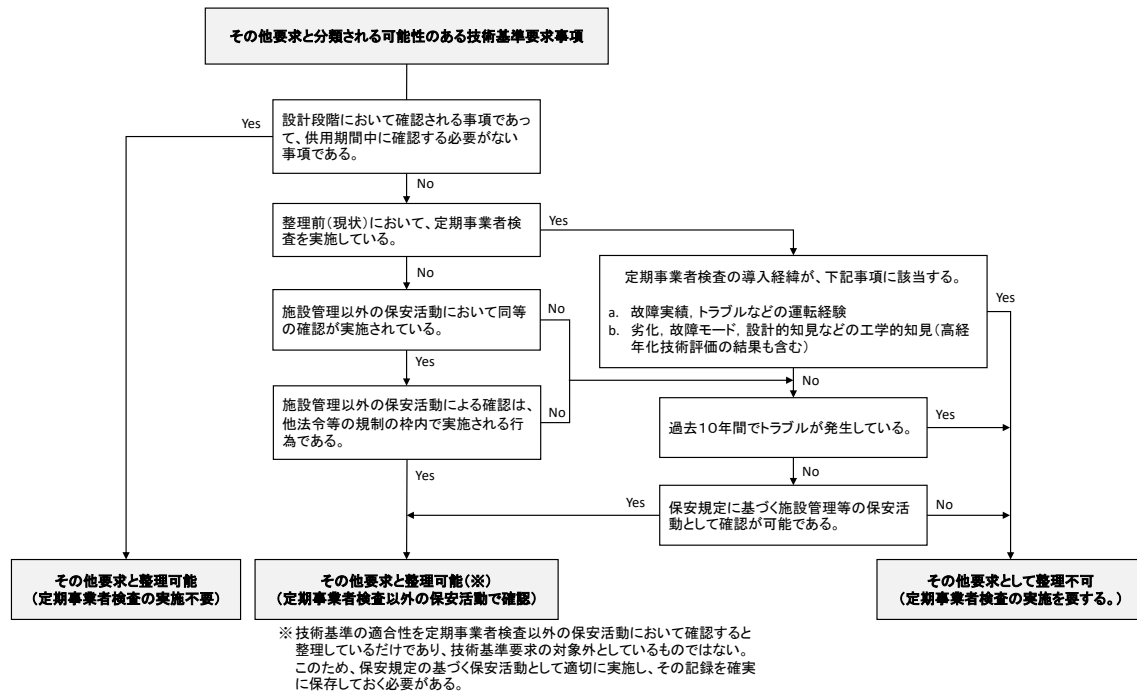 その他要求と分類される可能性のある技術基準要求事項
設計段階において確認される事項であっ
て、供用期間中に確認する必要がない
事項である。
Yes
No
整理前(現状)において、定期事業者検
査を実施している。
Yes
No
定期事業者検査の導入経緯が、下記事項に該当する。
a. 故障実績, トラブルなどの運転経験
b. 劣化, 故障モード, 設計的知見などの工学的知見(高経
年化技術評価の結果も含む)
Yes
No
施設管理以外の保安活動において同等
の確認が実施されている。
No
Yes
施設管理以外の保安活動による確認は、
他法令等の規制の枠内で実施される行
為である。
No
Yes
過去10年間でトラブルが発生している。
Yes
No
保安規定に基づく施設管理等の保安活
動として確認が可能である。
Yes
No
その他要求と整理可能
(定期事業者検査の実施不要)
その他要求と整理可能(※)
(定期事業者検査以外の保安活動で確認)
その他要求として整理不可
(定期事業者検査の実施を要する。)
※ 技術基準の適合性を定期事業者検査以外の保安活動において確認すると
整理しているだけであり、技術基準要求の対象外としているものではない。
このため、保安規定の基づく保安活動として適切に実施し、その記録を確実
に保存しておく必要がある。